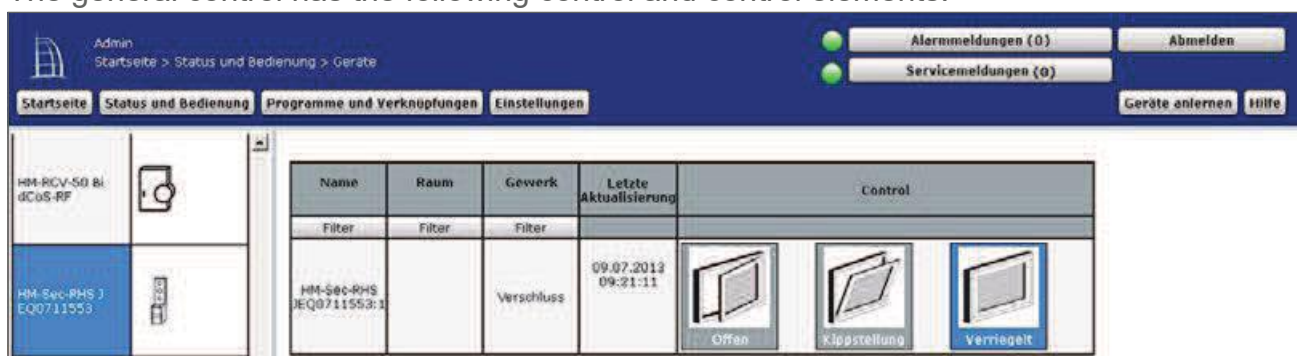 The general control has the following control and control elements:
Admin
Startseite > Status und Bedienung > Geräte
Alarmmeldungen (0)
Abmelden
Servicemeldungen (0)
Startseite
Status und Bedienung
Programme und Verknüpfungen
Einstellungen
Geräte anlernen
Hilfe
HM-RCV-50 Bi
dCoS-RF
HM-Sec-RHS J
EQ0711553
Name
Raum
Gewerk
Letzte
Aktualisierung
Control
Filter
Filter
Filter
HM-Sec-RHS
JEQ0711553:1
Verschluss
09.07.2013
09:21:11
Offen
Kippstellung
Verriegelt